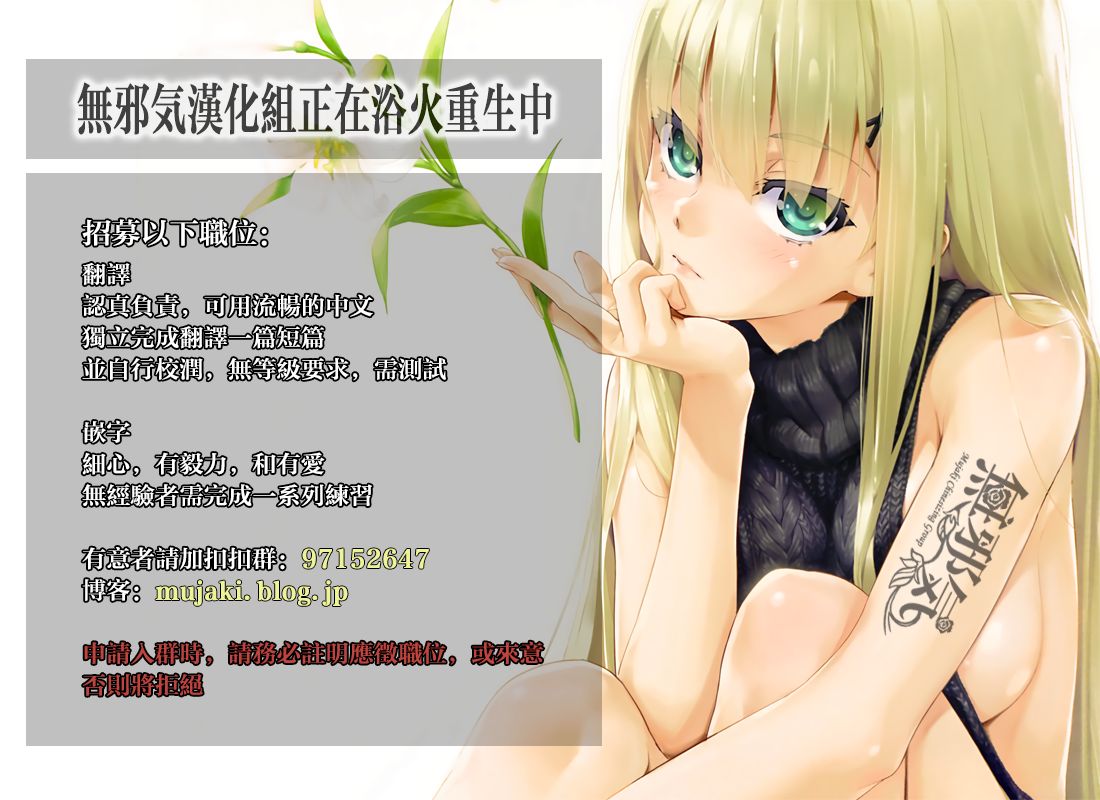 無邪気漢化組正在浴火重生中
招募以下職位：
翻譯
認真負責，可用流暢的中文
獨立完成翻譯一篇短篇
並自行校潤，無等級要求，需測試
嵌字
細心，有毅力，和有愛
無經驗者需完成一系列練習
有意者請加扣扣群：97152647
博客：mujaki.blog.jp
申請入群時，請務必註明應徵職位，或來意
否則將拒絕
無邪気
Mujaki Chinesizing Group